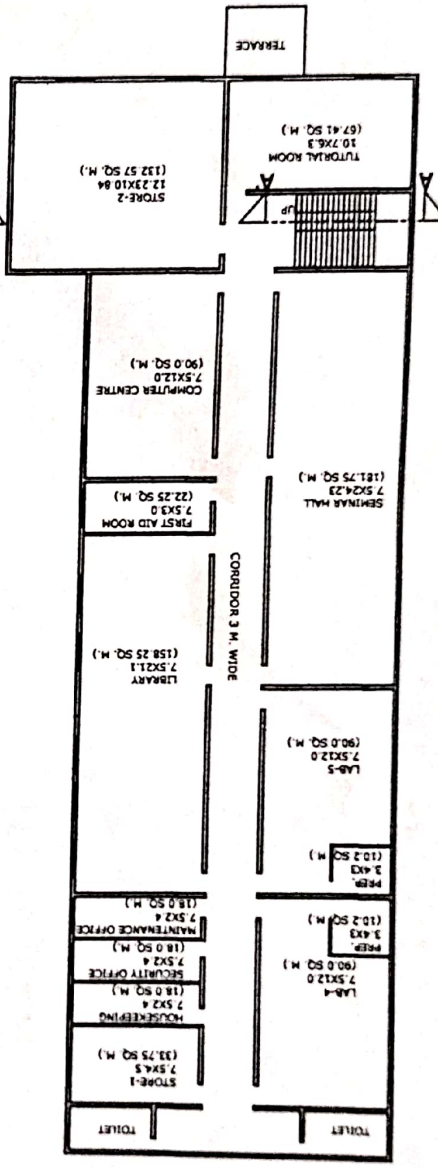 TOILET
TOILET
STORE-1
7.5X4.5
(33.75 SQ. M.)
LAB-4
7.5X12.0
(90.0 SQ. M.)
HOUSEKEEPING
7.5X2 4
(18.0 SQ. M.)
SECURITY OFFICE
7.5X2 4
(18.0 SQ. M.)
PREP.
3.4X3
(10.2 SQ M.)
MAINTENANCE OFFICE
7.5X2.4
(18.0 SQ. M.)
PREP.
3.4X3
(10.2 SQ M.)
LAB-5
7.5X12.0
(90.0 SQ. M.)
LIBRARY
7.5X21.1
(158.25 SQ. M.)
CORRIDOR 3 M. WIDE
SEMINAR HALL
7.5X24.23
(181.75 SQ. M.)
FIRST AID ROOM
7.5X3.0
(22.25 SQ. M.)
COMPUTER CENTRE
7.5X12.0
(90.0 SQ. M.)
UP
A
A
STORE-2
12.23X10.84
(132.57 SQ. M.)
TUTORIAL ROOM
10.7X6.3
(67.41 SQ. M.)
TERRACE